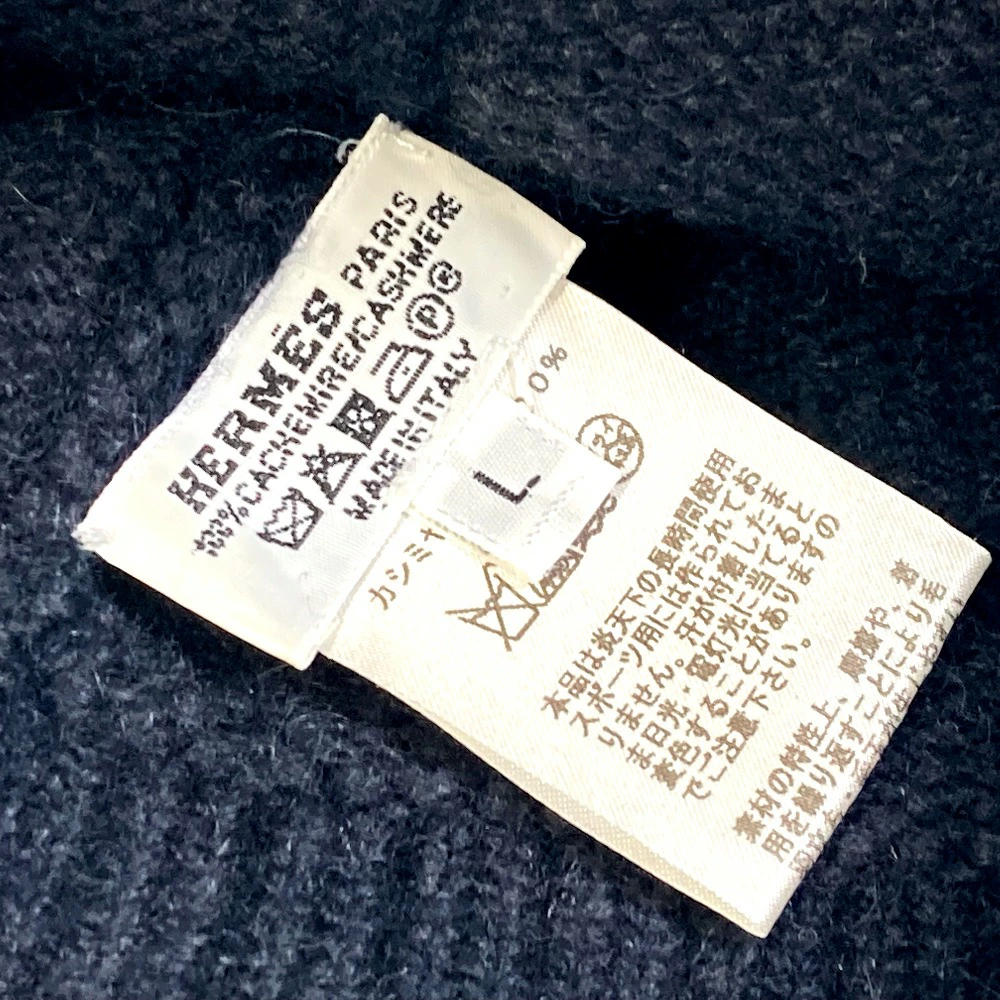 HERMËS PARIS
100%CACHEMIRE/CASHMERE
P
MADE IN ITALY
L
0%
カシミヤ
本品は炎天下の長時間使用
スポーツ用には作られてお
りません。汗が付着したまま
ま日光・電灯光に当てると
変色することがありますの
でご注意下さい。
素材の特性上、摩擦や、着
用を繰り返すことにより毛